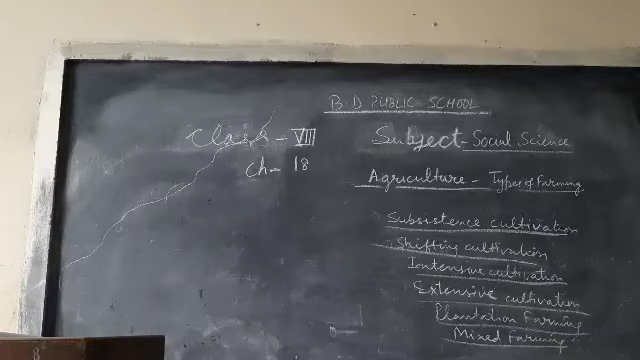 B.D PUBLIC SCHOOL
Class - VIII
Subject - Social Science
Ch - 18
Agriculture - Types of Farming
Subsistence cultivation
Shifting cultivation
Intensive cultivation
Extensive cultivation
Plantation Farming
Mixed Farming
8